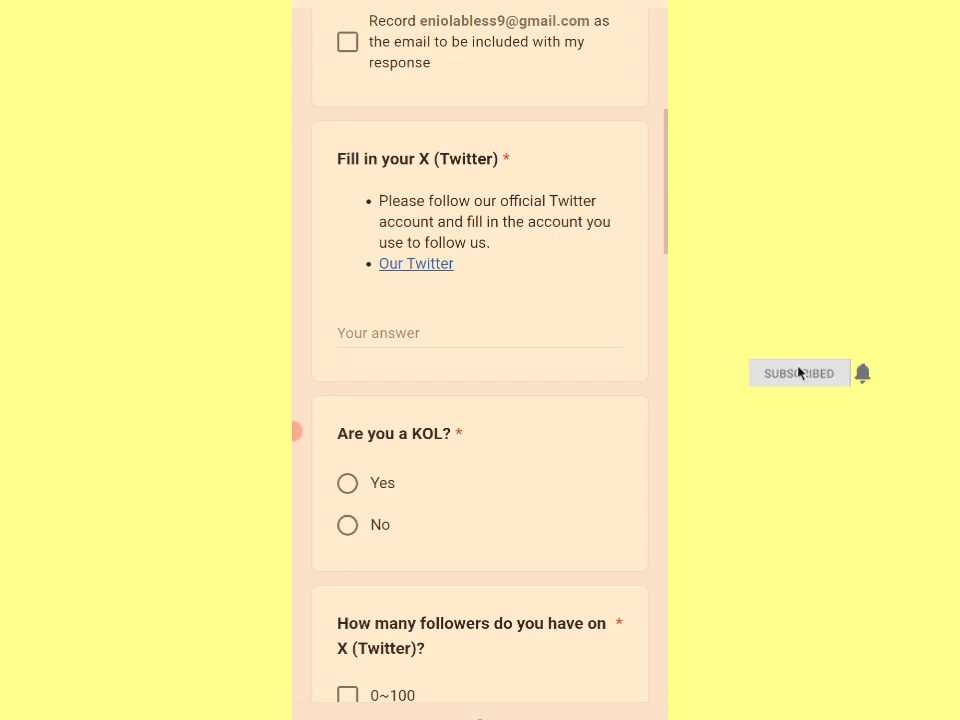 Record eniolabless9@gmail.com as
the email to be included with my
response
Fill in your X (Twitter) *
• Please follow our official Twitter
account and fill in the account you
use to follow us.
• Our Twitter
Your answer
SUBSCRIBED
Are you a KOL? *
Yes
No
How many followers do you have on *
X (Twitter)?
0~100